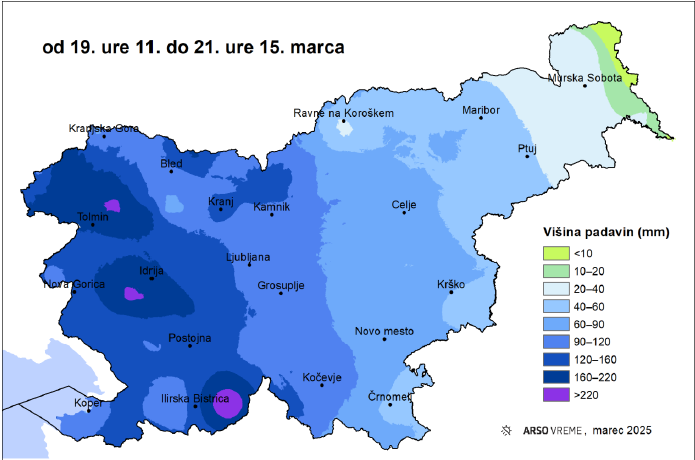 od 19. ure 11. do 21. ure 15. marca
Murska Sobota
Ravne na Koroškem
Maribor
Kranjska Gora
Ptuj
Bled
Kranj
Kamnik
Celje
Tolmin
Višina padavin (mm)
<10
10–20
20–40
40–60
60–90
90–120
120–160
160–220
>220
Ljubljana
Idrija
Nova Gorica
Grosuplje
Krško
Postojna
Novo mesto
Kočevje
Koper
Ilirska Bistrica
Črnomelj
ARSO VREME, marec 2025